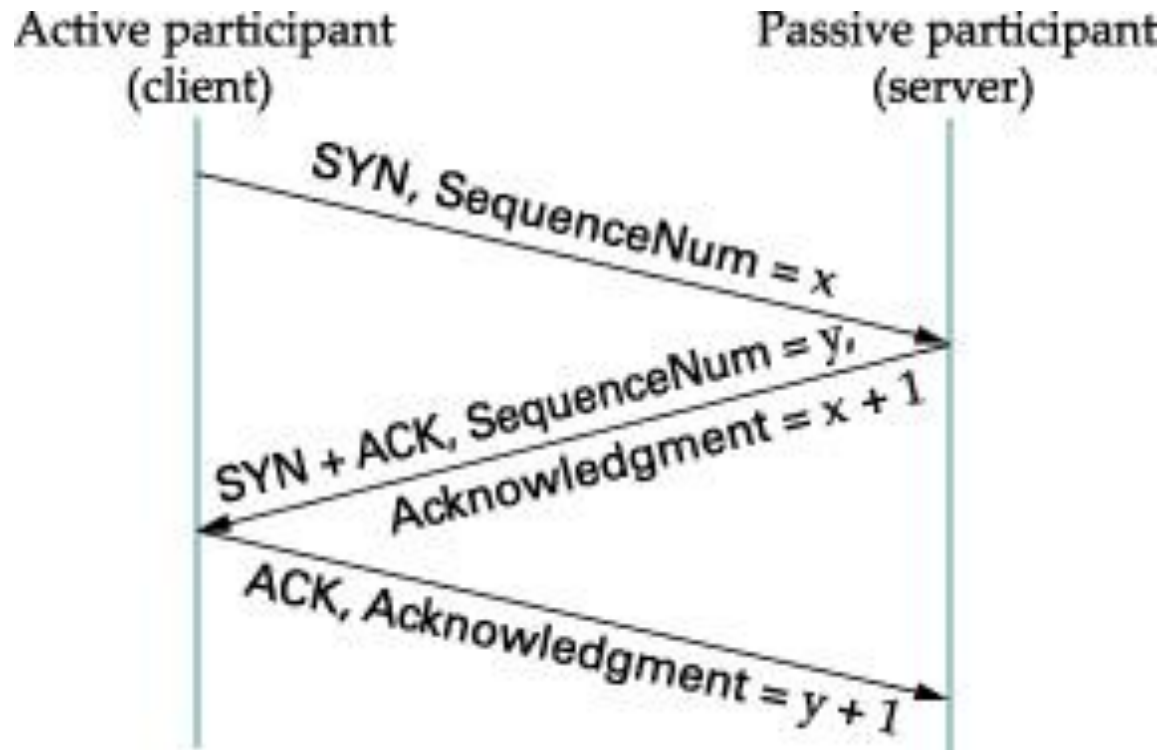 Active participant
(client)
Passive participant
(server)
SYN, SequenceNum = x
SYN + ACK, SequenceNum = y,
Acknowledgment = x + 1
ACK, Acknowledgment = y + 1